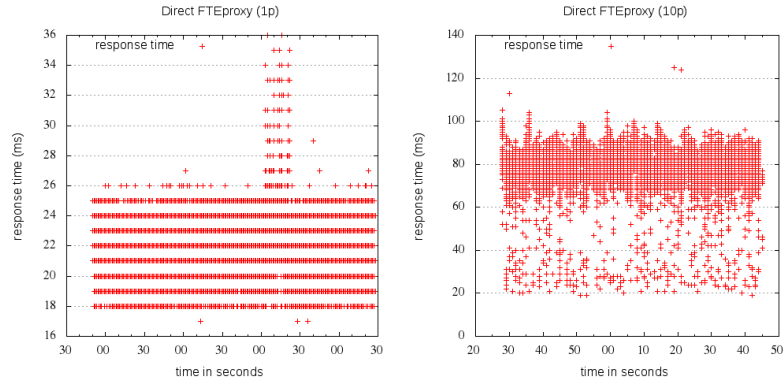 Direct FTEproxy (1p)
response time
36
34
32
30
28
26
24
22
20
18
16
response time (ms)
30 00 30 00 30 00 30 00 30
time in seconds
Direct FTEproxy (10p)
response time
140
120
100
80
60
40
20
0
response time (ms)
20 30 40 50 00 10 20 30 40 50
time in seconds